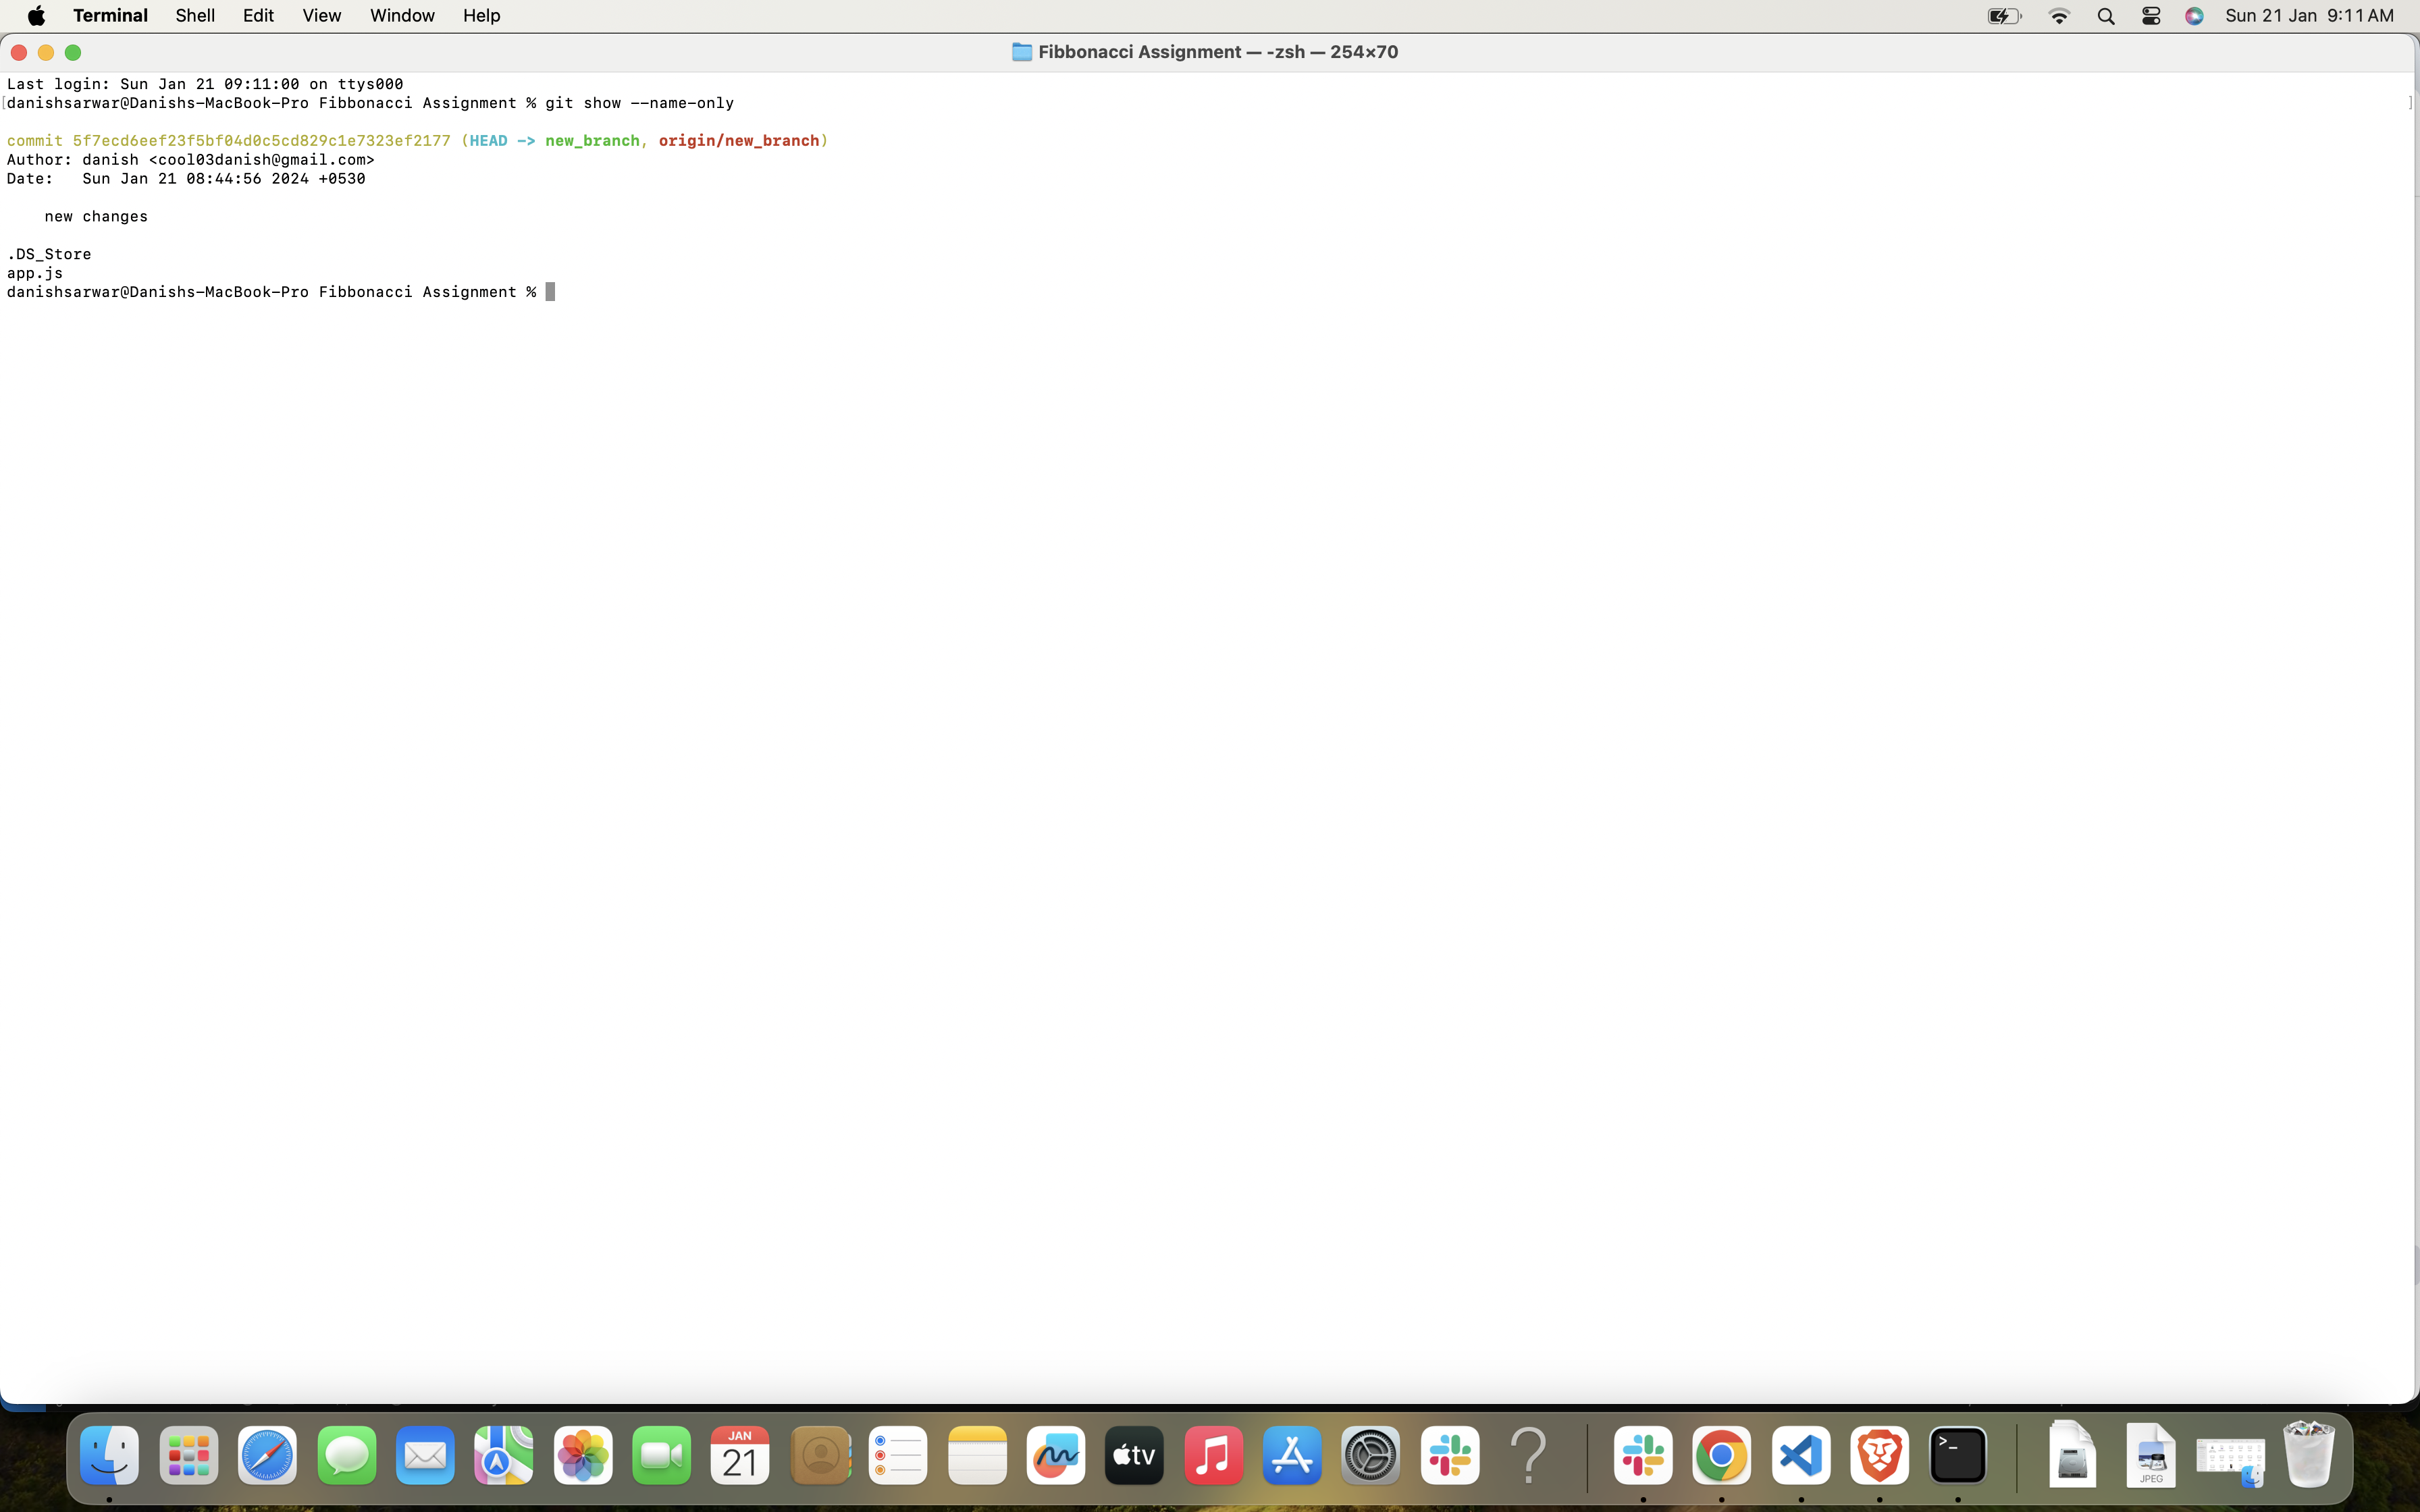 Terminal Shell Edit View Window Help Sun 21 Jan 9:11 AM
Fibbonacci Assignment — -zsh — 254×70
Last login: Sun Jan 21 09:11:00 on ttys000
[danishsarwar@Danishs-MacBook-Pro Fibbonacci Assignment % git show --name-only ]
commit 5f7ecd6eef23f5bf04d0c5cd829c1e7323ef2177 (HEAD -> new_branch, origin/new_branch)
Author: danish <cool03danish@gmail.com>
Date:   Sun Jan 21 08:44:56 2024 +0530
    new changes
.DS_Store
app.js
danishsarwar@Danishs-MacBook-Pro Fibbonacci Assignment %
JAN
21
tv
>_
JPEG